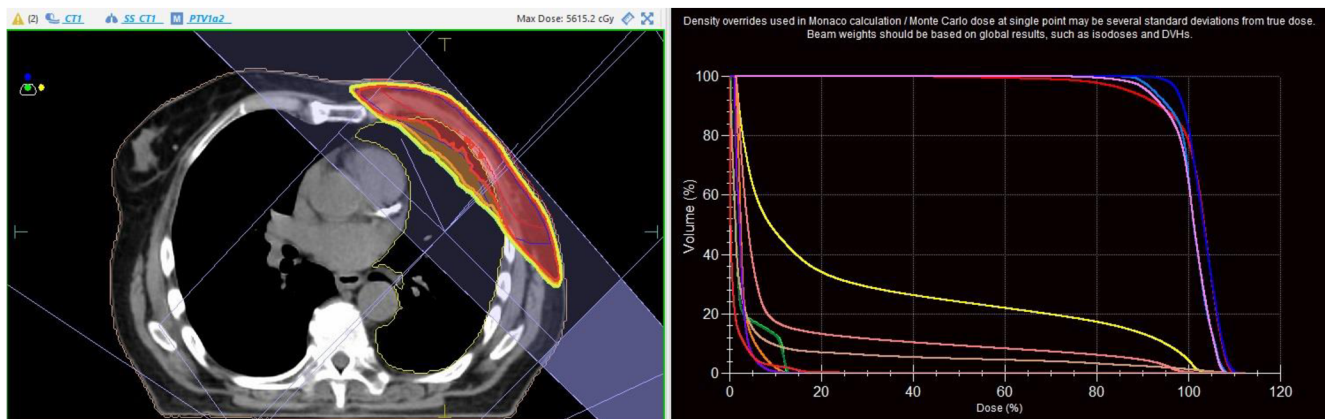 (2) CT1 SS_CT1 M PTV1a2 Max Dose: 5615.2 cGy
Density overrides used in Monaco calculation / Monte Carlo dose at single point may be several standard deviations from true dose.
Beam weights should be based on global results, such as isodoses and DVHs.
100
80
60
40
20
0
Volume (%)
0 20 40 60 80 100 120
Dose (%)